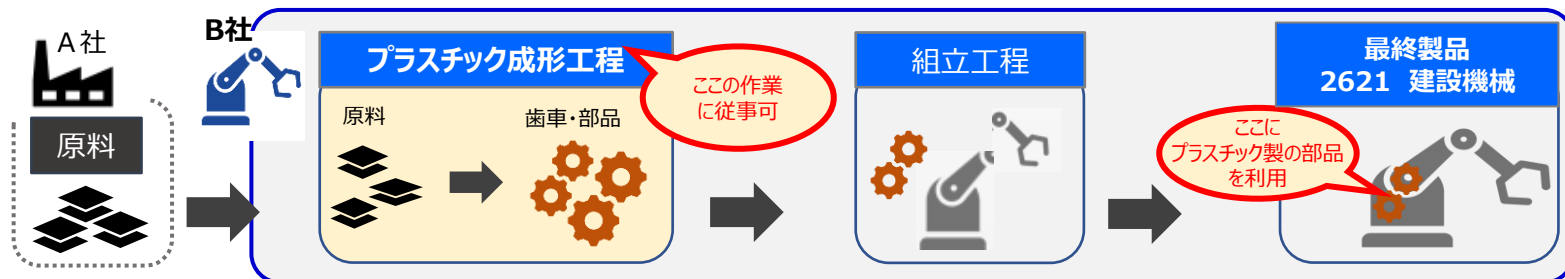 A社
原料
B社
プラスチック成形工程
原料
歯車・部品
ここの作業
に従事可
組立工程
最終製品
2621 建設機械
ここに
プラスチック製の部品
を利用